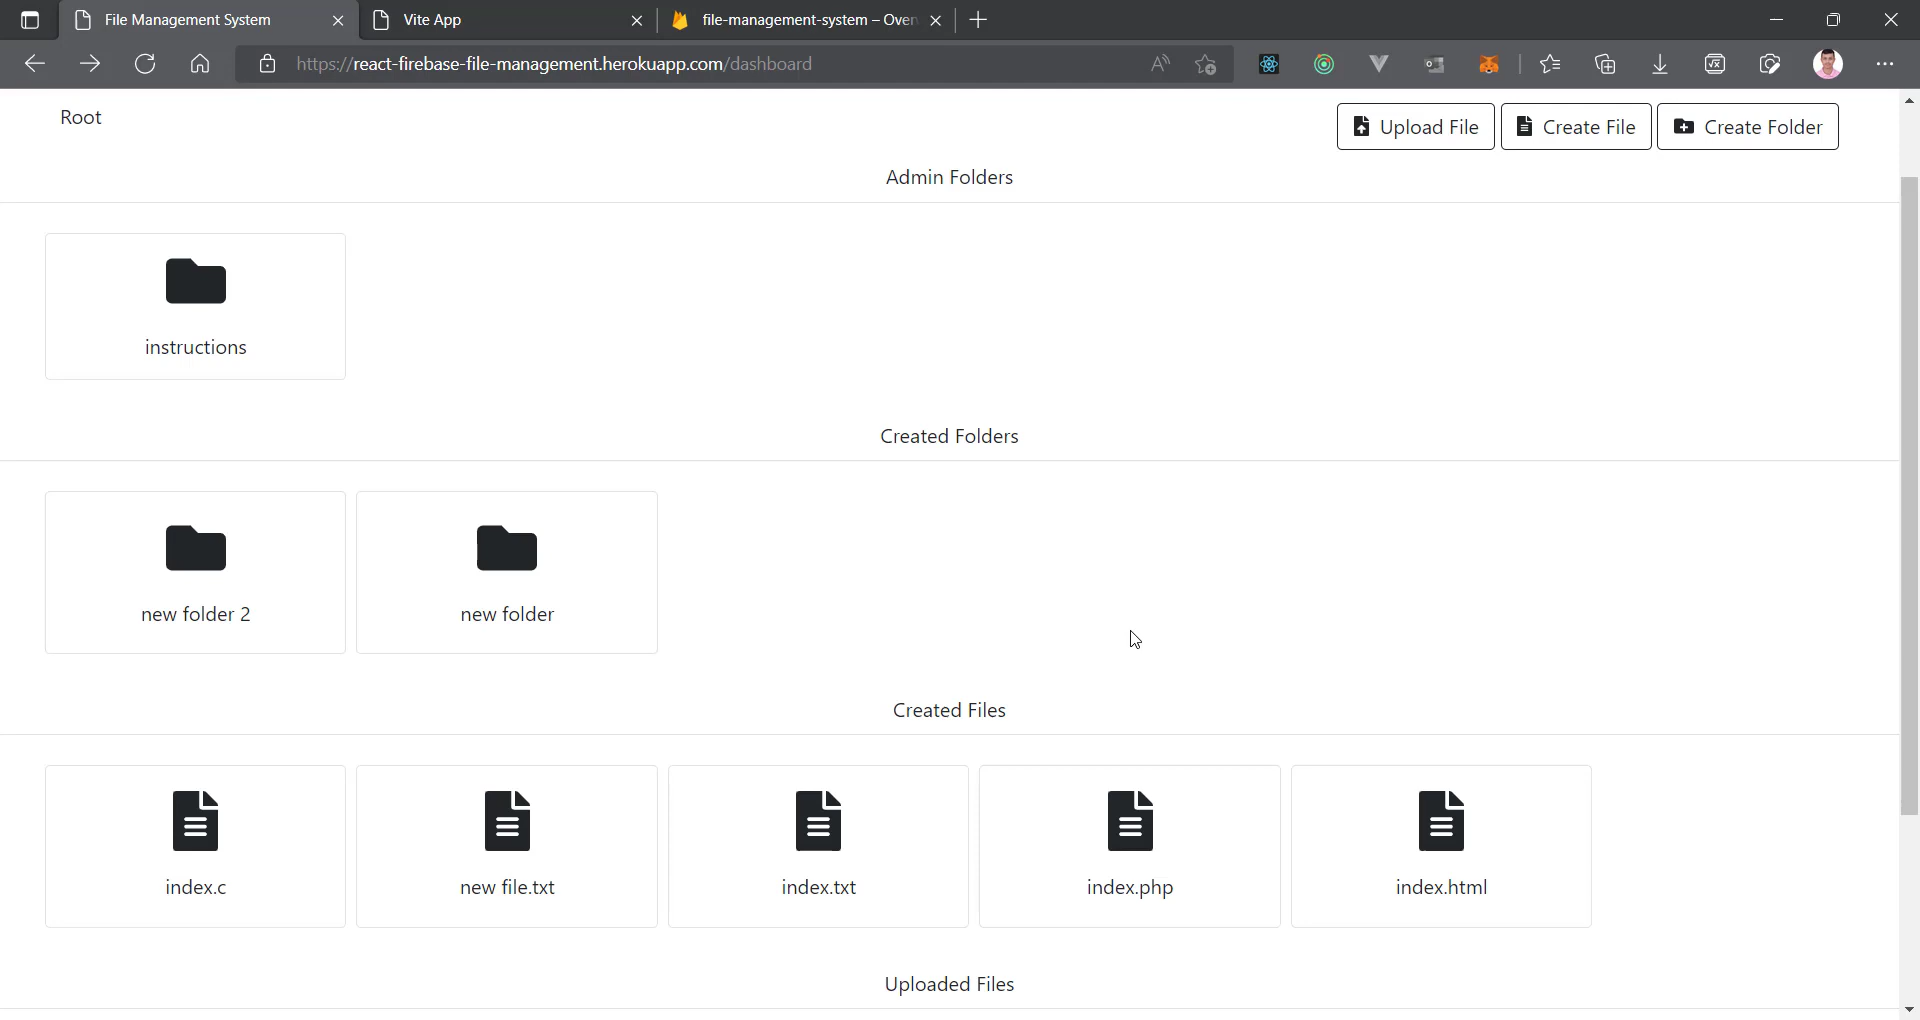 File Management System
Vite App
file-management-system – Over
https://react-firebase-file-management.herokuapp.com/dashboard
Root
Upload File
Create File
Create Folder
Admin Folders
instructions
Created Folders
new folder 2
new folder
Created Files
index.c
new file.txt
index.txt
index.php
index.html
Uploaded Files